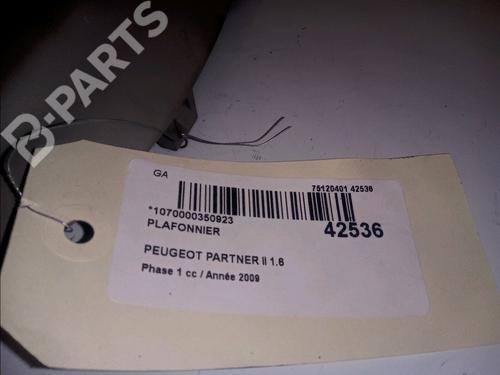 B-PARTS
GA
75120401 42536
*1070000350923
PLAFONNIER
42536
PEUGEOT PARTNER II 1.6
Phase 1 cc / Année 2009